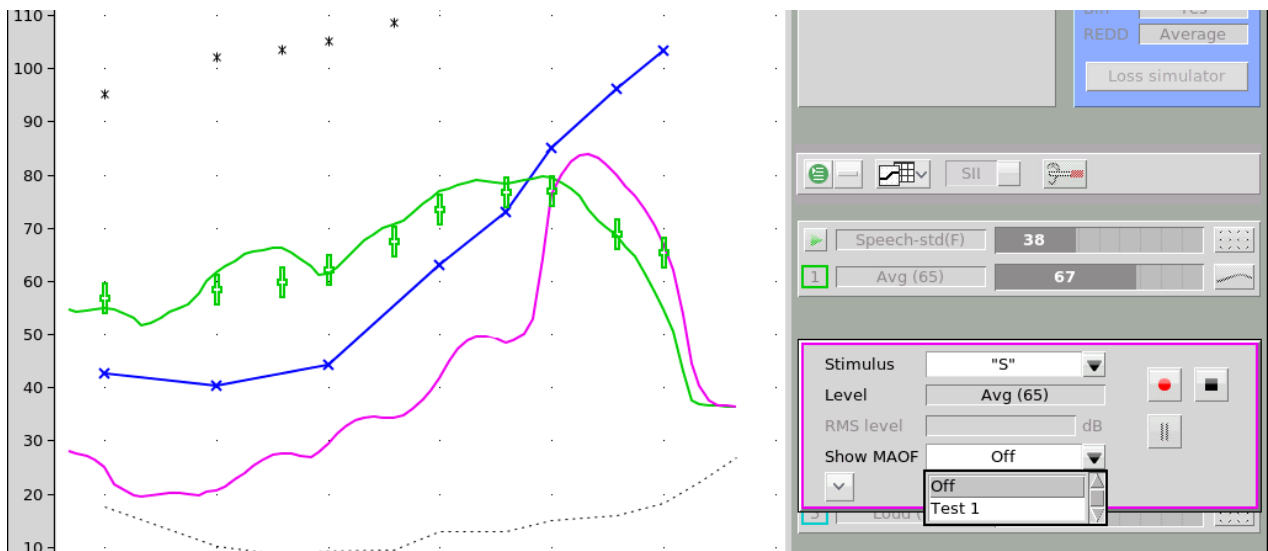 110
100
90
80
70
60
50
40
30
20
10
REDD Average
Loss simulator
SII
Speech-std(F) 38
1 Avg (65) 67
Stimulus "S"
Level Avg (65)
RMS level dB
Show MAOF Off
Off
Test 1